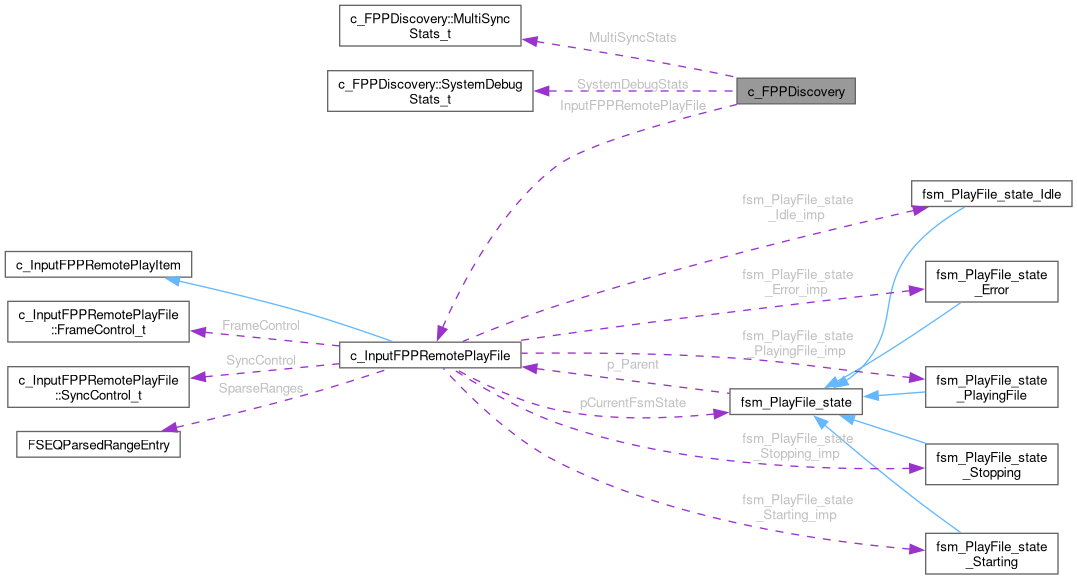 c_FPPDiscovery::MultiSync
Stats_t
MultiSyncStats
c_FPPDiscovery::SystemDebug
Stats_t
SystemDebugStats
c_FPPDiscovery
InputFPPRemotePlayFile
fsm_PlayFile_state
_Idle_imp
fsm_PlayFile_state_Idle
c_InputFPPRemotePlayItem
fsm_PlayFile_state
_Error_imp
fsm_PlayFile_state
_Error
c_InputFPPRemotePlayFile
::FrameControl_t
FrameControl
c_InputFPPRemotePlayFile
fsm_PlayFile_state
_PlayingFile_imp
SyncControl
p_Parent
c_InputFPPRemotePlayFile
::SyncControl_t
SparseRanges
pCurrentFsmState
fsm_PlayFile_state
fsm_PlayFile_state
_PlayingFile
FSEQParsedRangeEntry
fsm_PlayFile_state
_Stopping_imp
fsm_PlayFile_state
_Stopping
fsm_PlayFile_state
_Starting_imp
fsm_PlayFile_state
_Starting